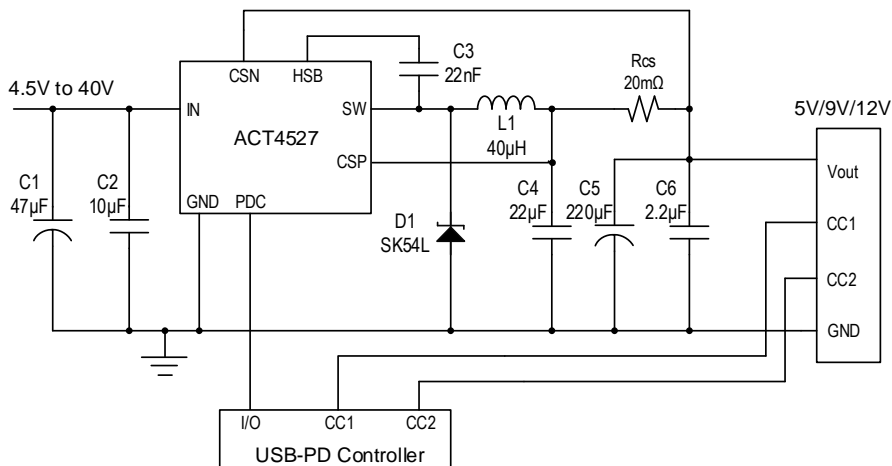 CSN
HSB
C3
22nF
Rcs
20mΩ
4.5V to 40V
IN
SW
5V/9V/12V
ACT4527
L1
40µH
CSP
Vout
C1
47µF
C2
10µF
GND
PDC
C4
22µF
C5
220µF
C6
2.2µF
D1
SK54L
CC1
CC2
GND
I/O
CC1
CC2
USB-PD Controller